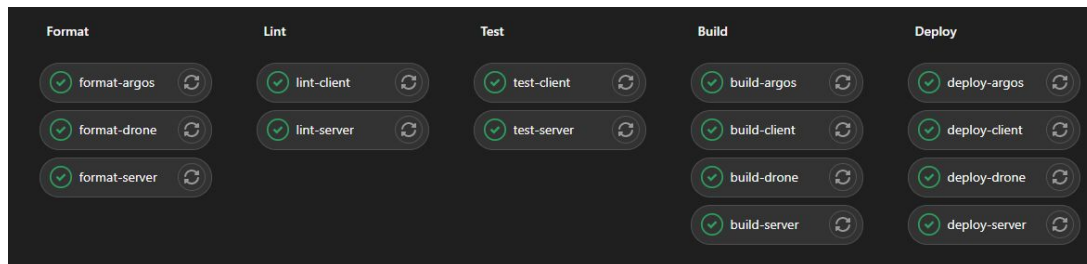 Format
format-argos
format-drone
format-server
Lint
lint-client
lint-server
Test
test-client
test-server
Build
build-argos
build-client
build-drone
build-server
Deploy
deploy-argos
deploy-client
deploy-drone
deploy-server